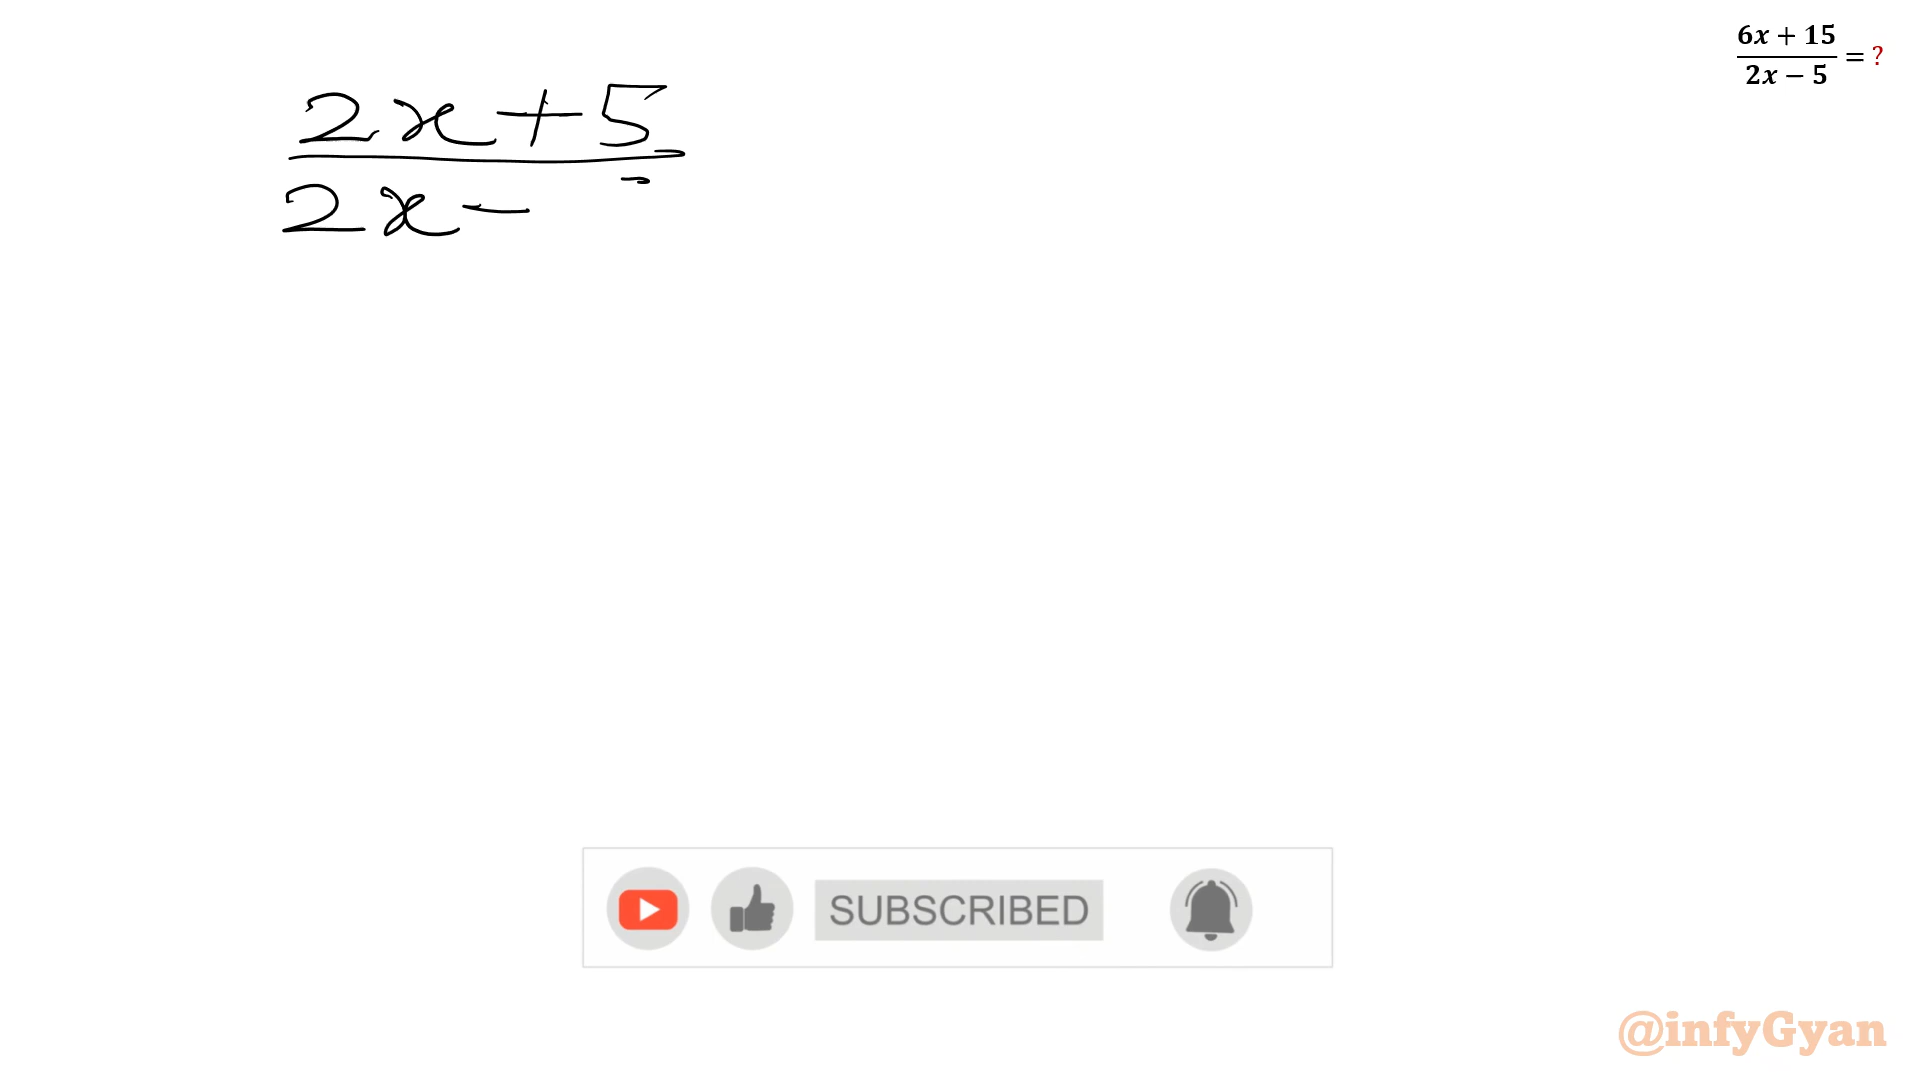 6x + 15
2x − 5
= ?
2x+5
2x−
SUBSCRIBED
@infyGyan